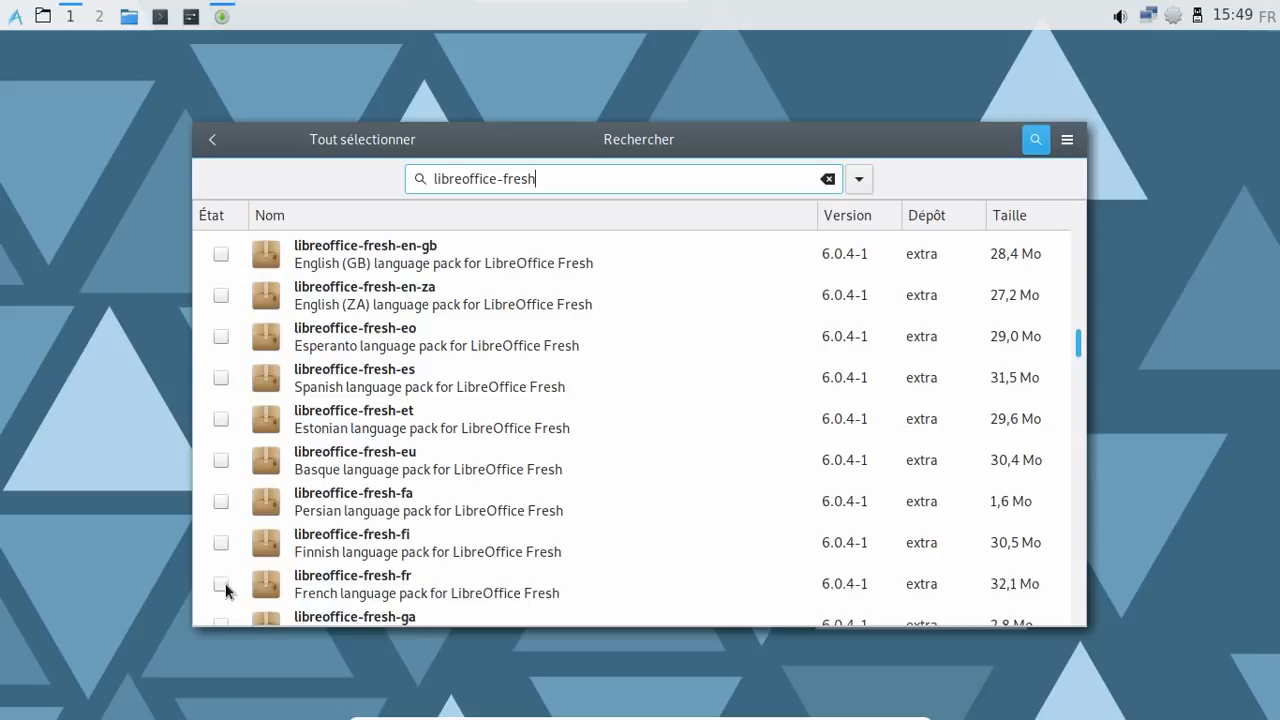 1 2 15:49 FR
Tout sélectionner Rechercher
libreoffice-fresh
État Nom Version Dépôt Taille
libreoffice-fresh-en-gb
English (GB) language pack for LibreOffice Fresh 6.0.4-1 extra 28,4 Mo
libreoffice-fresh-en-za
English (ZA) language pack for LibreOffice Fresh 6.0.4-1 extra 27,2 Mo
libreoffice-fresh-eo
Esperanto language pack for LibreOffice Fresh 6.0.4-1 extra 29,0 Mo
libreoffice-fresh-es
Spanish language pack for LibreOffice Fresh 6.0.4-1 extra 31,5 Mo
libreoffice-fresh-et
Estonian language pack for LibreOffice Fresh 6.0.4-1 extra 29,6 Mo
libreoffice-fresh-eu
Basque language pack for LibreOffice Fresh 6.0.4-1 extra 30,4 Mo
libreoffice-fresh-fa
Persian language pack for LibreOffice Fresh 6.0.4-1 extra 1,6 Mo
libreoffice-fresh-fi
Finnish language pack for LibreOffice Fresh 6.0.4-1 extra 30,5 Mo
libreoffice-fresh-fr
French language pack for LibreOffice Fresh 6.0.4-1 extra 32,1 Mo
libreoffice-fresh-ga 6.0.4-1 extra 2,8 Mo